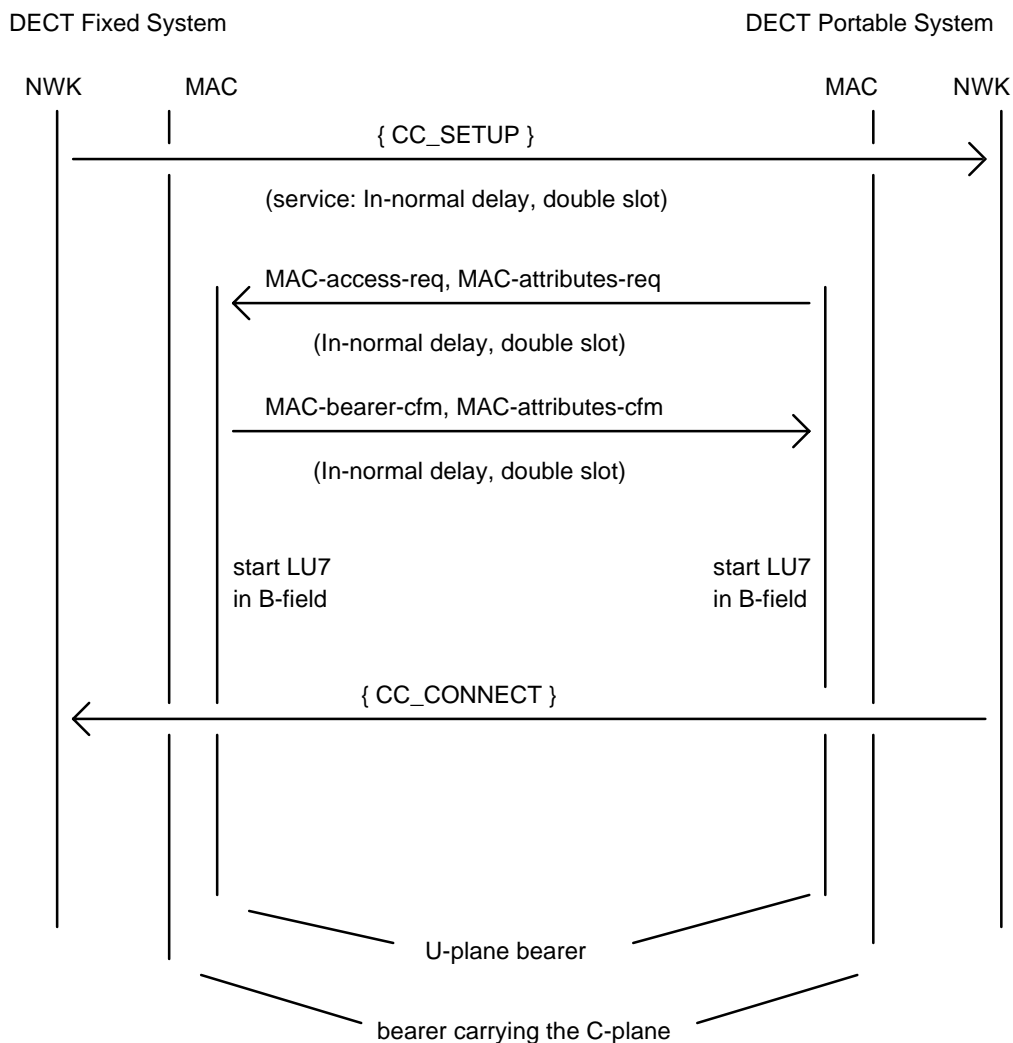 DECT Fixed System DECT Portable System
NWK MAC MAC NWK
{ CC_SETUP }
(service: In-normal delay, double slot)
MAC-access-req, MAC-attributes-req
(In-normal delay, double slot)
MAC-bearer-cfm, MAC-attributes-cfm
(In-normal delay, double slot)
start LU7 start LU7
in B-field in B-field
{ CC_CONNECT }
U-plane bearer
bearer carrying the C-plane